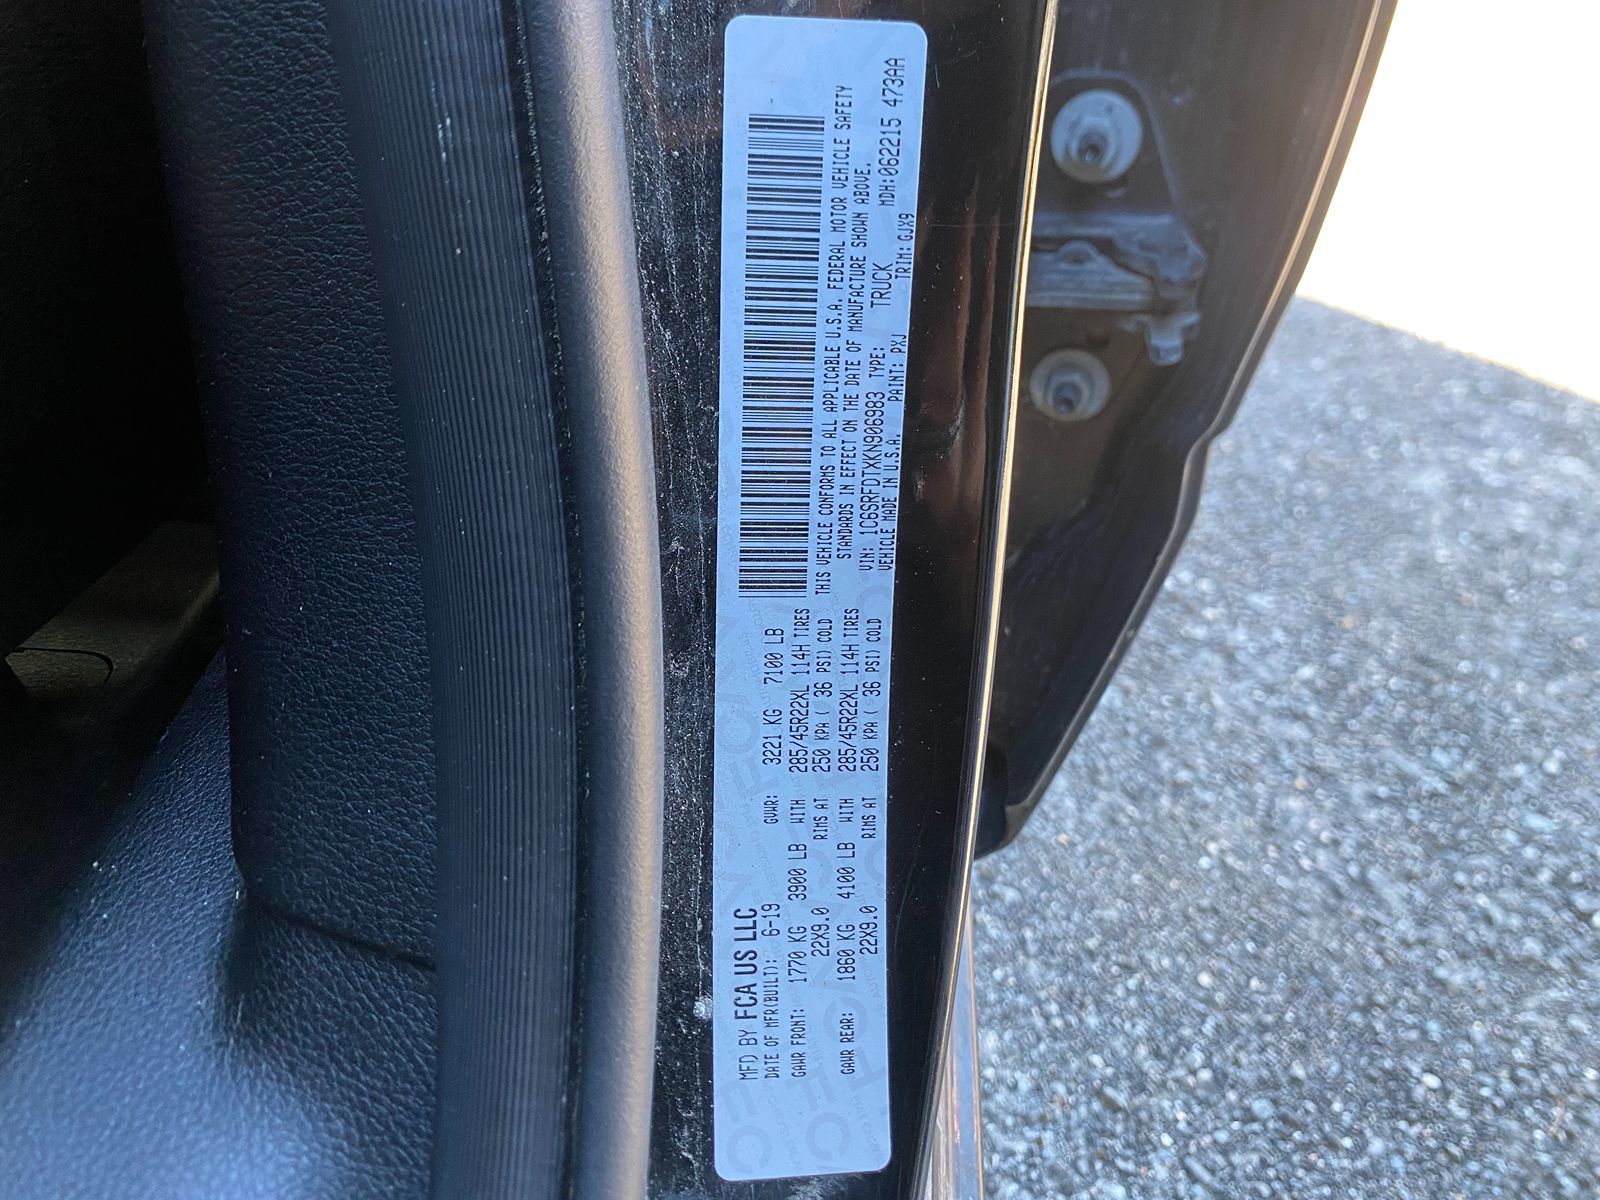 MFD BY FCA US LLC
DATE OF MFR(BUILT): 6-19 GVWR: 3221 KG 7100 LB
GAWR FRONT: 1770 KG 3900 LB WITH 285/45R22XL 114H TIRES
22X9.0 RIMS AT 250 KPA ( 36 PSI) COLD
GAWR REAR: 1860 KG 4100 LB WITH 285/45R22XL 114H TIRES
22X9.0 RIMS AT 250 KPA ( 36 PSI) COLD
THIS VEHICLE CONFORMS TO ALL APPLICABLE U.S.A. FEDERAL MOTOR VEHICLE SAFETY
STANDARDS IN EFFECT ON THE DATE OF MANUFACTURE SHOWN ABOVE.
VIN: 1C6SRFDTXKN906983 TYPE: TRUCK MDH:062215 473AA
VEHICLE MADE IN U.S.A. PAINT: PXJ TRIM: GJX9